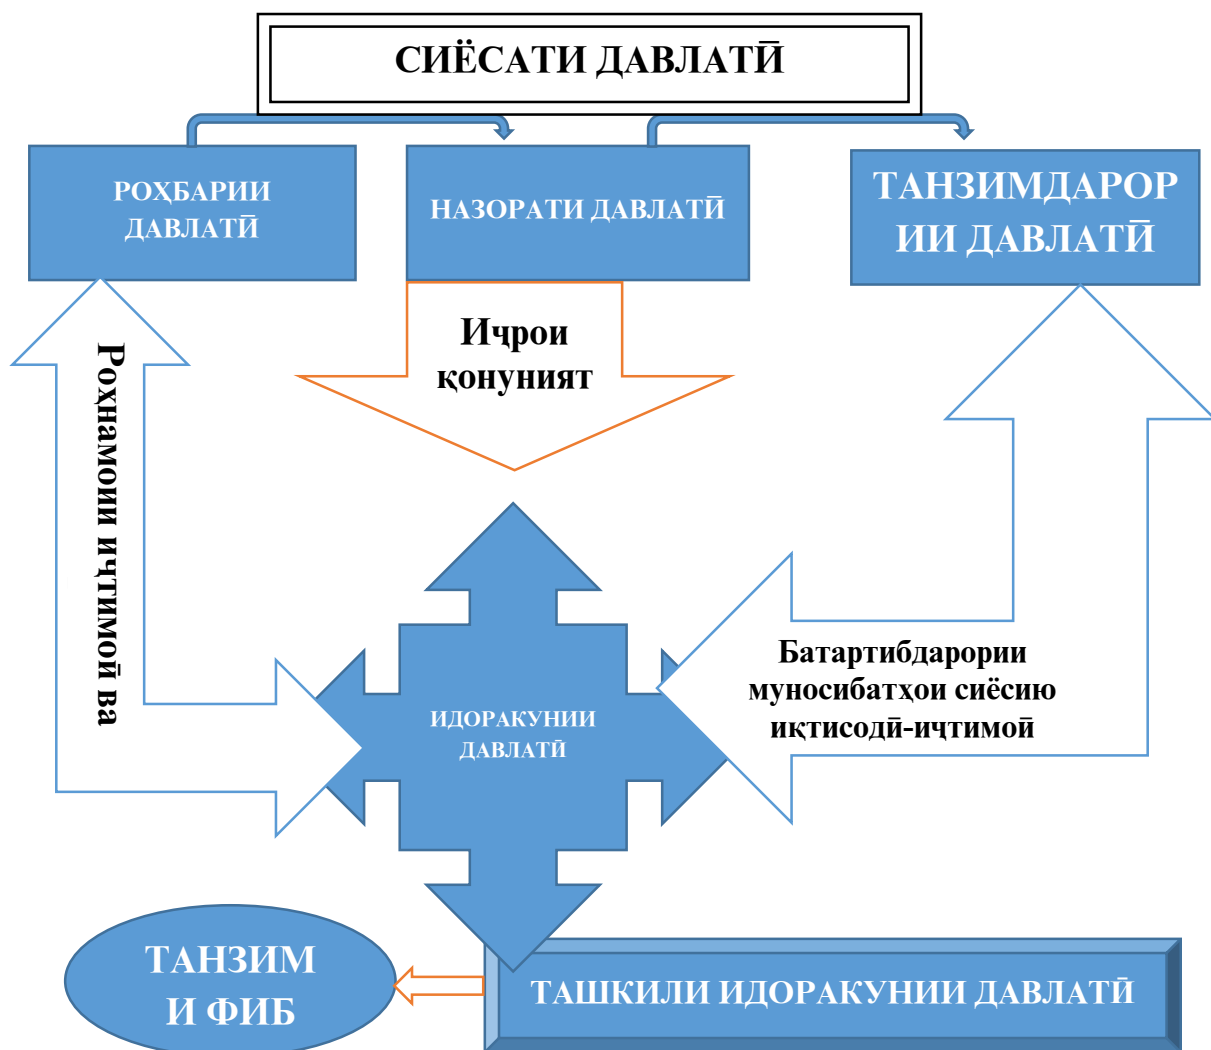 СИЁСАТИ ДАВЛАТӢ
РОҲБАРИИ
ДАВЛАТӢ
НАЗОРАТИ ДАВЛАТӢ
ТАНЗИМДАРОР
ИИ ДАВЛАТӢ
Иҷрои
қонуният
Роҳнамоии иҷтимоӣ ва
Батартибдарории
муносибатҳои сиёсию
иқтисодӣ-иҷтимоӣ
ИДОРАКУНИИ
ДАВЛАТӢ
ТАНЗИМ
И ФИБ
ТАШКИЛИ ИДОРАКУНИИ ДАВЛАТӢ